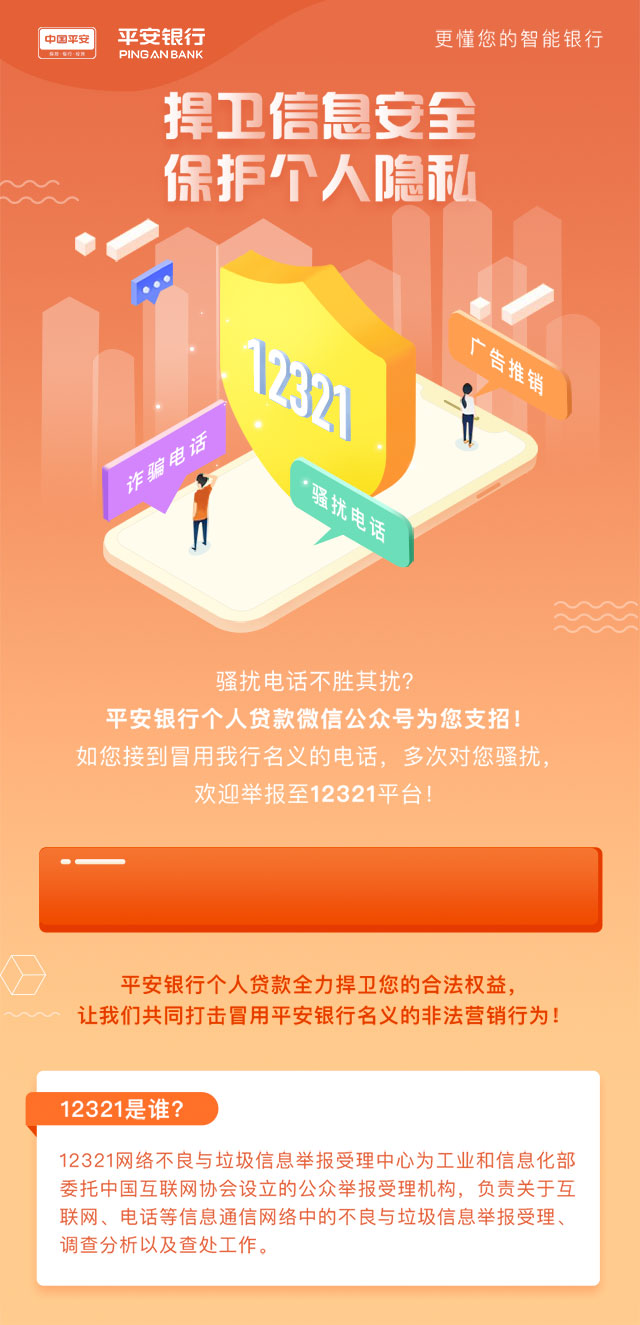 中国平安
保险·银行·投资
平安银行
PING AN BANK
更懂您的智能银行
捍卫信息安全
保护个人隐私
12321
广告推销
诈骗电话
骚扰电话
骚扰电话不胜其扰？
平安银行个人贷款微信公众号为您支招！
如您接到冒用我行名义的电话，多次对您骚扰，
欢迎举报至12321平台！
平安银行个人贷款全力捍卫您的合法权益，
让我们共同打击冒用平安银行名义的非法营销行为！
12321是谁？
12321网络不良与垃圾信息举报受理中心为工业和信息化部
委托中国互联网协会设立的公众举报受理机构，负责关于互
联网、电话等信息通信网络中的不良与垃圾信息举报受理、
调查分析以及查处工作。